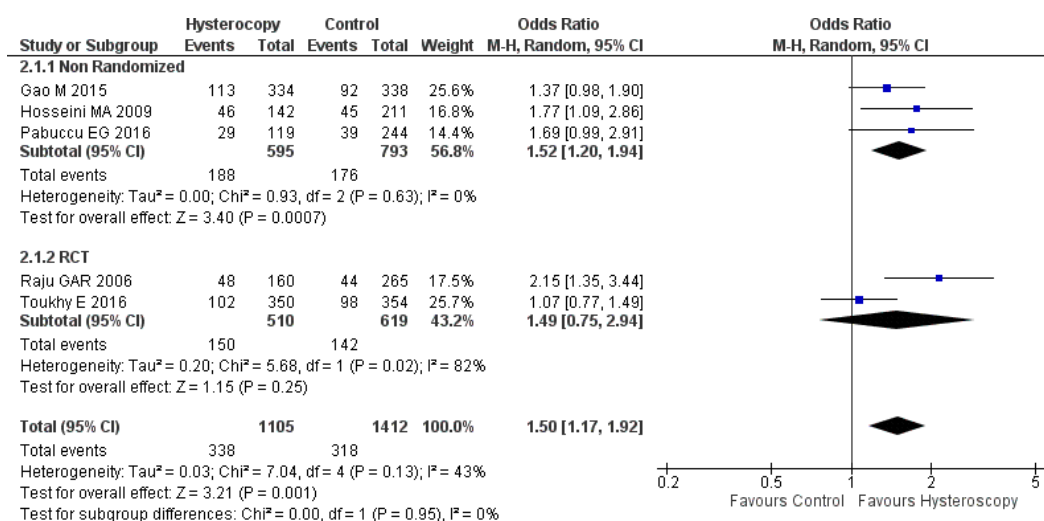 Hysterocopy Control Odds Ratio Odds Ratio
Study or Subgroup Events Total Events Total Weight M-H, Random, 95% CI M-H, Random, 95% CI
2.1.1 Non Randomized
Gao M 2015 113 334 92 338 25.6% 1.37 [0.98, 1.90]
Hosseini MA 2009 46 142 45 211 16.8% 1.77 [1.09, 2.86]
Pabuccu EG 2016 29 119 39 244 14.4% 1.69 [0.99, 2.91]
Subtotal (95% CI) 595 793 56.8% 1.52 [1.20, 1.94]
Total events 188 176
Heterogeneity: Tau² = 0.00; Chi² = 0.93, df = 2 (P = 0.63); I² = 0%
Test for overall effect: Z = 3.40 (P = 0.0007)
2.1.2 RCT
Raju GAR 2006 48 160 44 265 17.5% 2.15 [1.35, 3.44]
Toukhy E 2016 102 350 98 354 25.7% 1.07 [0.77, 1.49]
Subtotal (95% CI) 510 619 43.2% 1.49 [0.75, 2.94]
Total events 150 142
Heterogeneity: Tau² = 0.20; Chi² = 5.68, df = 1 (P = 0.02); I² = 82%
Test for overall effect: Z = 1.15 (P = 0.25)
Total (95% CI) 1105 1412 100.0% 1.50 [1.17, 1.92]
Total events 338 318
Heterogeneity: Tau² = 0.03; Chi² = 7.04, df = 4 (P = 0.13); I² = 43%
Test for overall effect: Z = 3.21 (P = 0.001)
Test for subgroup differences: Chi² = 0.00, df = 1 (P = 0.95), I² = 0%
0.2 1 2 5
Favours Control Favours Hysteroscopy